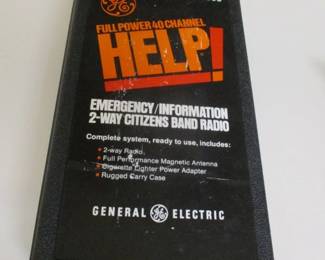 FULL POWER 40 CHANNEL
HELP!
EMERGENCY/INFORMATION
2-WAY CITIZENS BAND RADIO
Complete system, ready to use, includes:
• 2-way Radio
• Full Performance Magnetic Antenna
• Cigarette Lighter Power Adapter
• Rugged Carry Case
GENERAL GE ELECTRIC